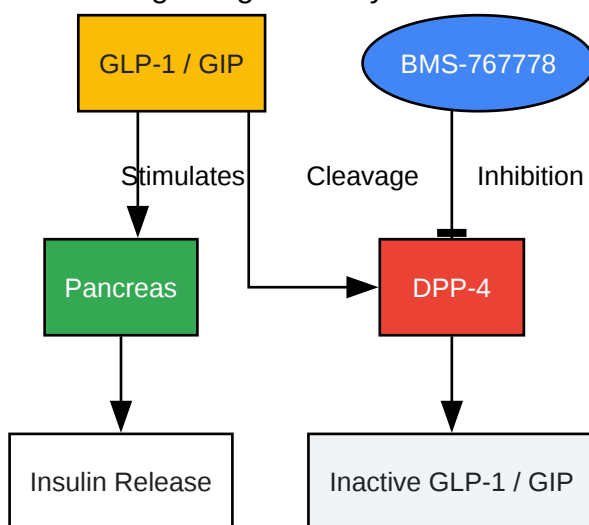 GLP-1 / GIP
BMS-767778
Stimulates
Cleavage
Inhibition
Pancreas
DPP-4
Insulin Release
Inactive GLP-1 / GIP